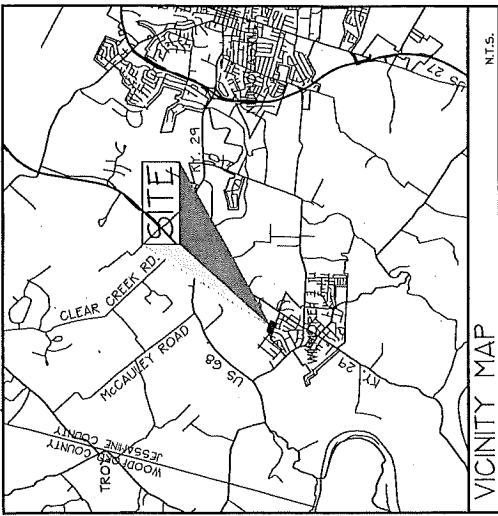 US 27
KY. 29
SITE
CLEAR CREEK RD.
McCAULEY ROAD
US 68
WOODFORD COUNTY
JESSAMINE COUNTY
TROY
KY. 29
VICINITY MAP
N.T.S.